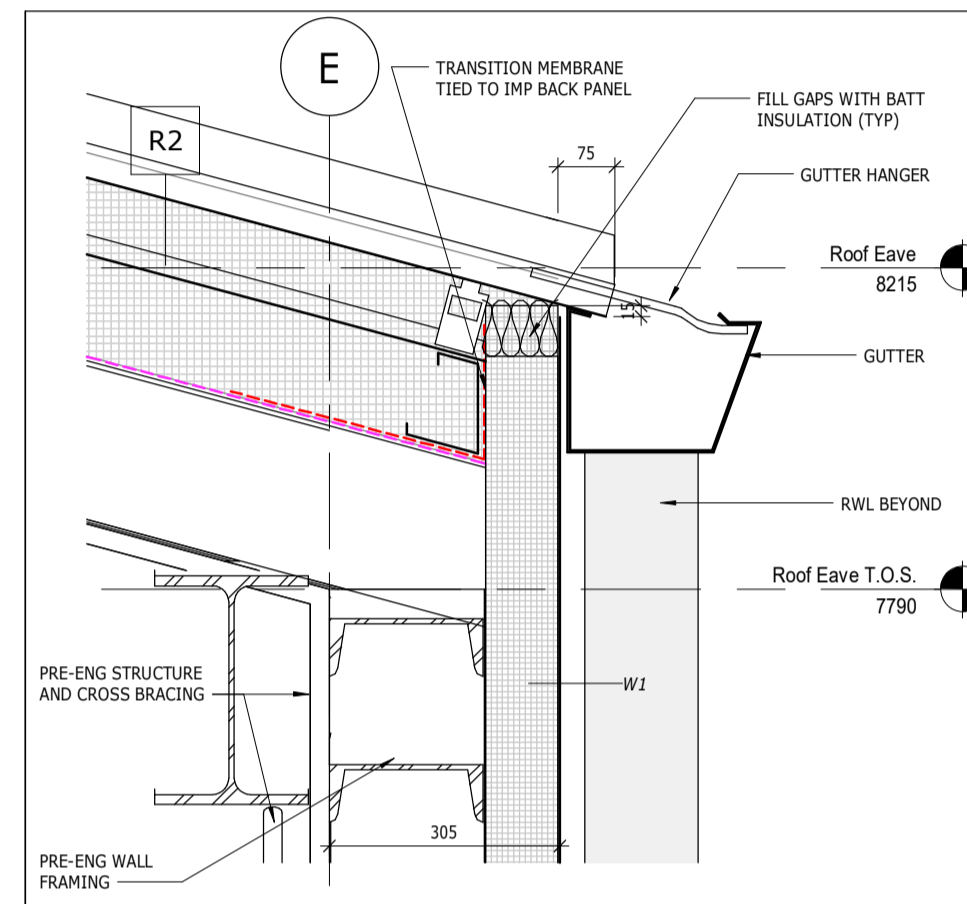 E
TRANSITION MEMBRANE
TIED TO IMP BACK PANEL
FILL GAPS WITH BATT
INSULATION (TYP)
R2
75
GUTTER HANGER
Roof Eave
8215
15
GUTTER
RWL BEYOND
Roof Eave T.O.S.
7790
PRE-ENG STRUCTURE
AND CROSS BRACING
W1
305
PRE-ENG WALL
FRAMING